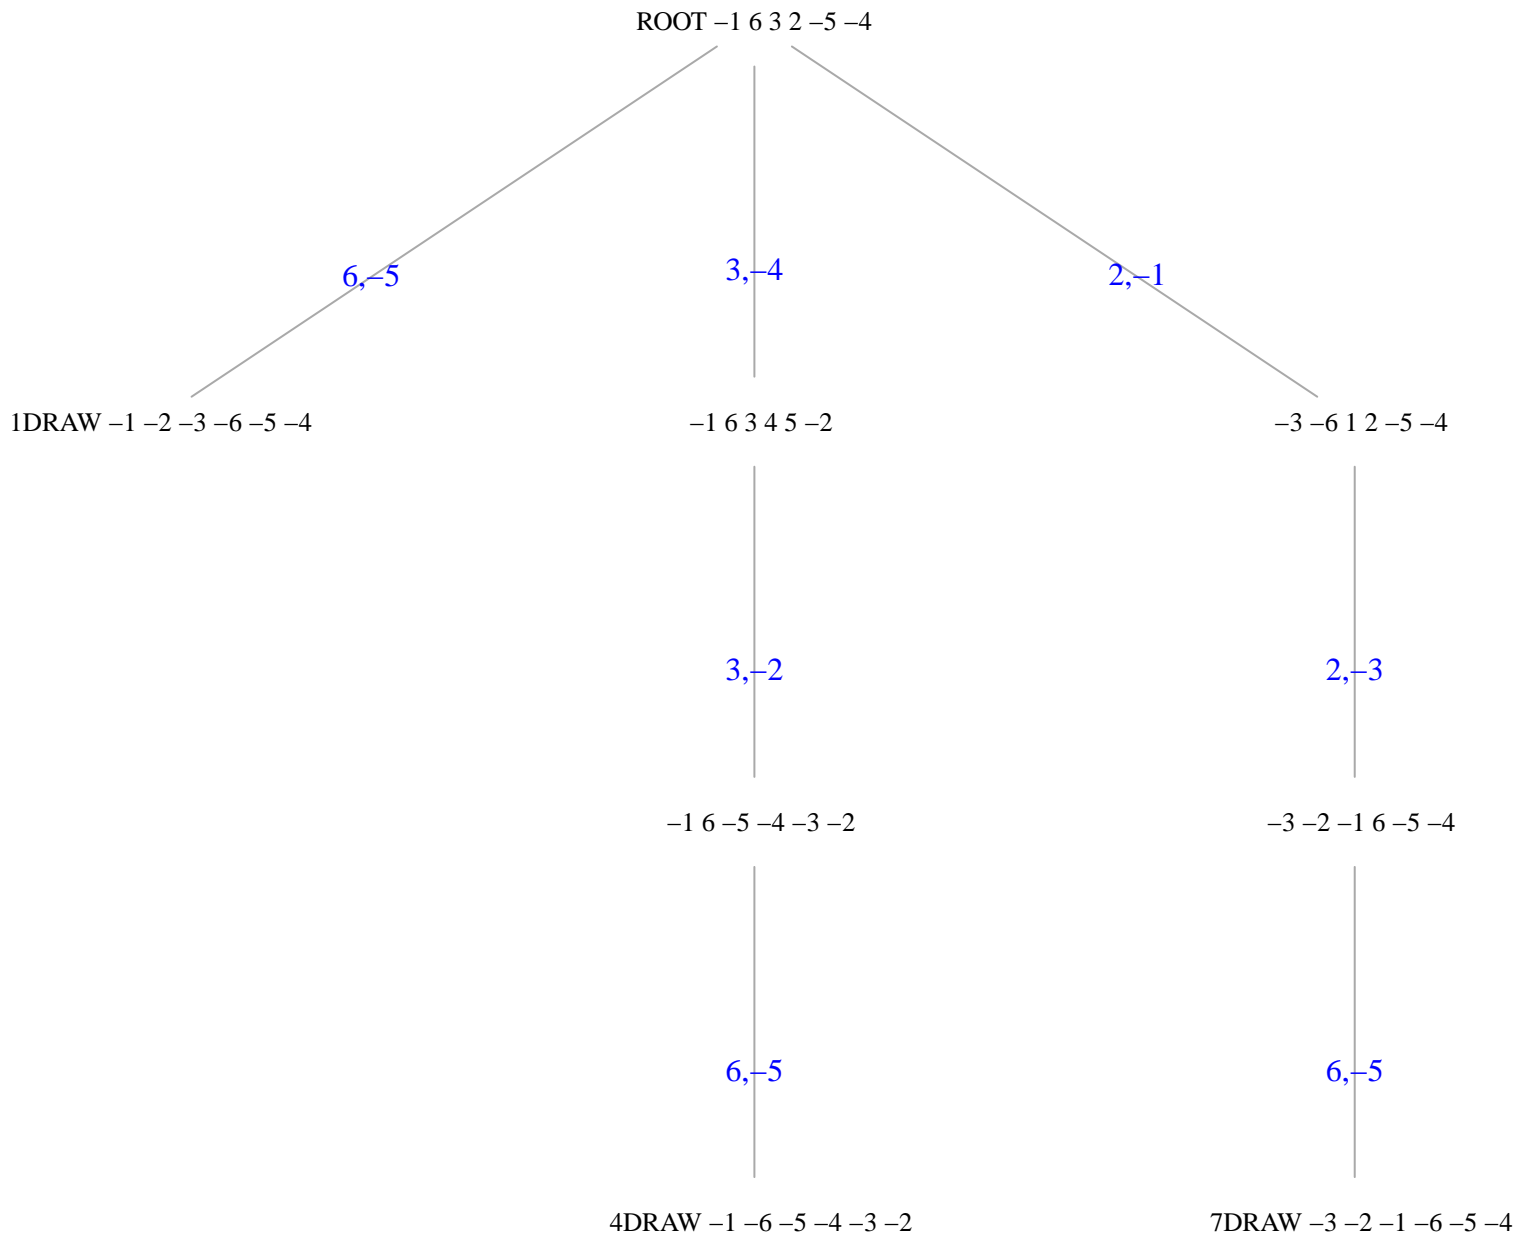 ROOT –1 6 3 2 –5 –4
6,–5
3,–4
2,–1
1DRAW –1 –2 –3 –6 –5 –4
–1 6 3 4 5 –2
–3 –6 1 2 –5 –4
3,–2
2,–3
–1 6 –5 –4 –3 –2
–3 –2 –1 6 –5 –4
6,–5
6,–5
4DRAW –1 –6 –5 –4 –3 –2
7DRAW –3 –2 –1 –6 –5 –4